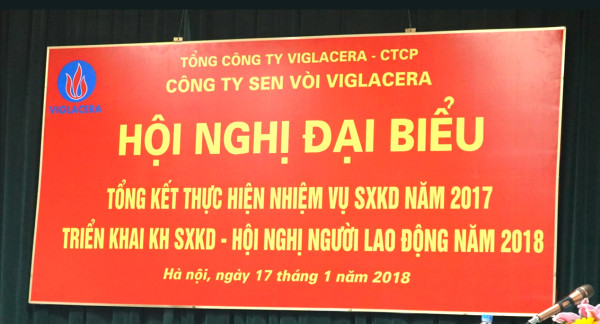 TỔNG CÔNG TY VIGLACERA - CTCP
CÔNG TY SEN VÒI VIGLACERA
VIGLACERA
HỘI NGHỊ ĐẠI BIỂU
TỔNG KẾT THỰC HIỆN NHIỆM VỤ SXKD NĂM 2017
TRIỂN KHAI KH SXKD - HỘI NGHỊ NGƯỜI LAO ĐỘNG NĂM 2018
Hà nội, ngày 17 tháng 1 năm 2018